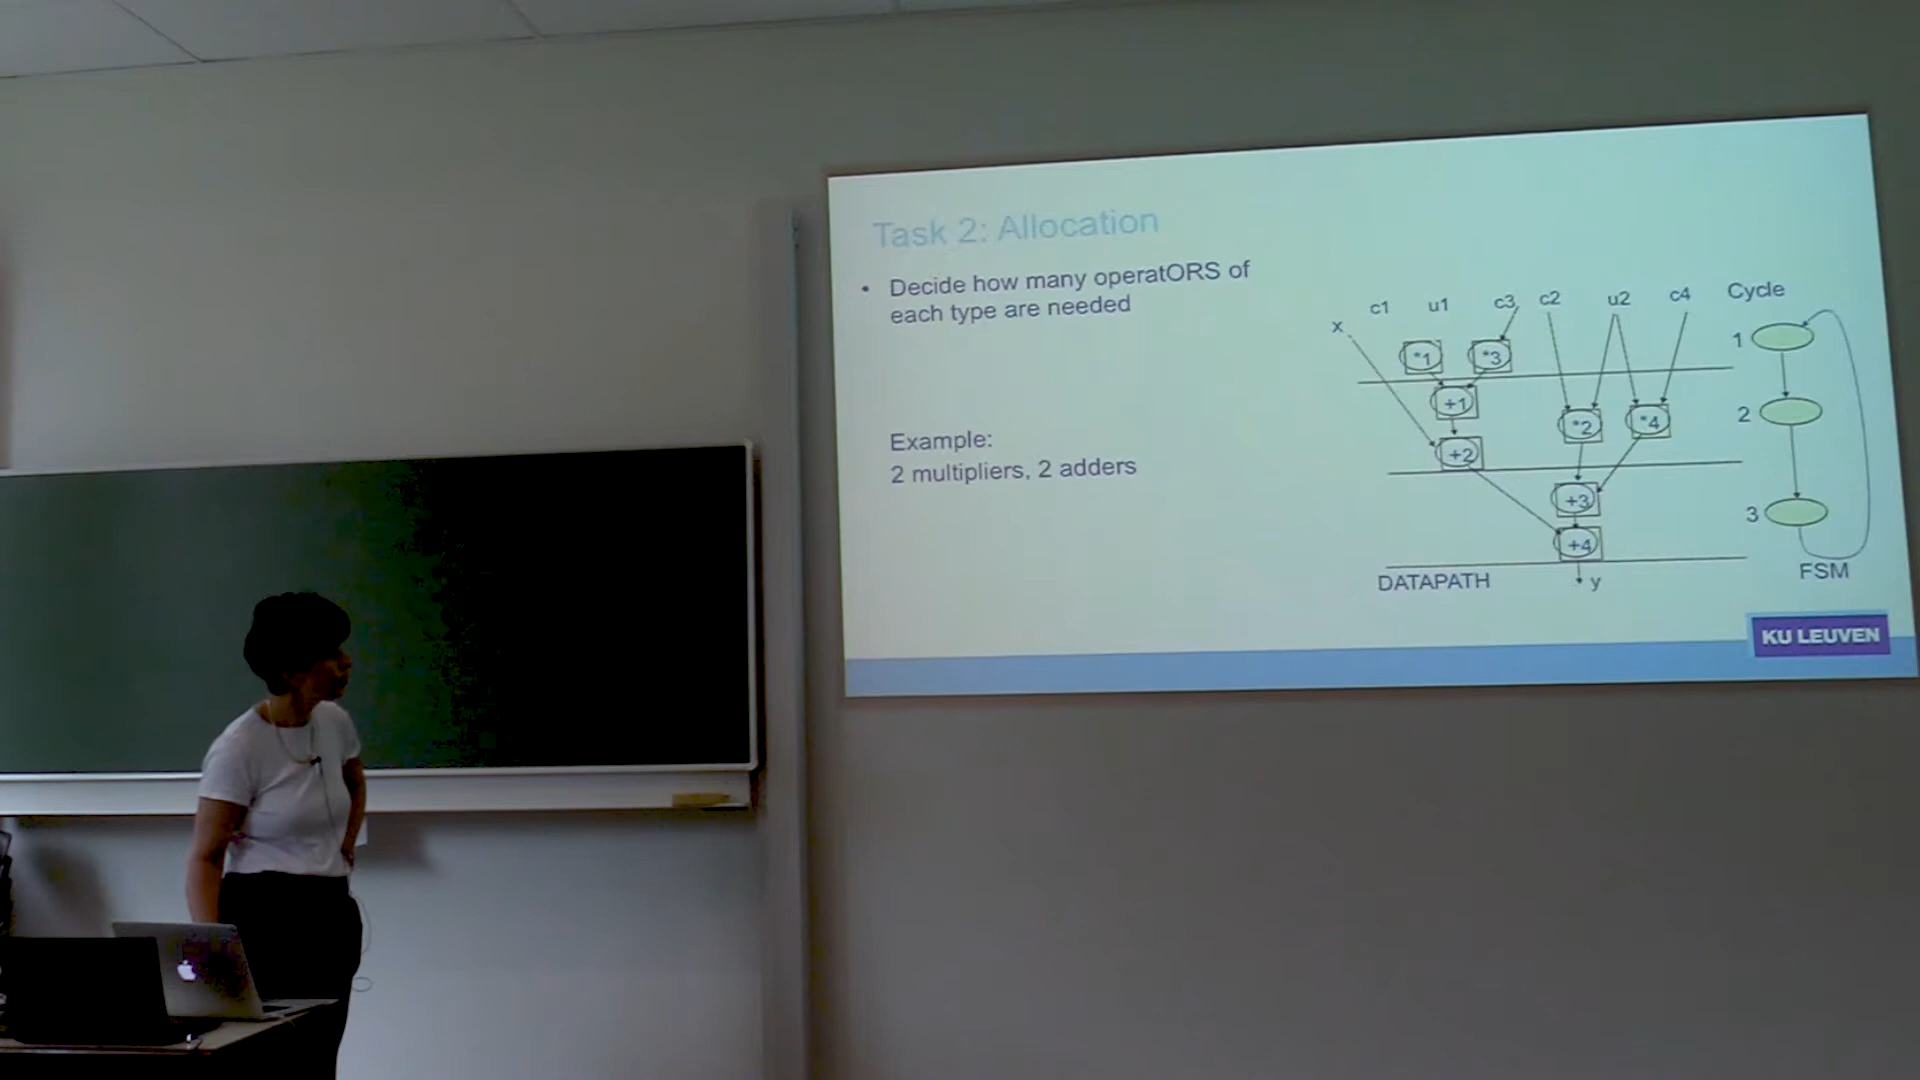 Task 2: Allocation
• Decide how many operatORS of
each type are needed
Example:
2 multipliers, 2 adders
x c1 u1 c3 c2 u2 c4 Cycle
*1 *3 1
+1 *2 *4 2
+2
+3 3
+4
DATAPATH y FSM
KU LEUVEN